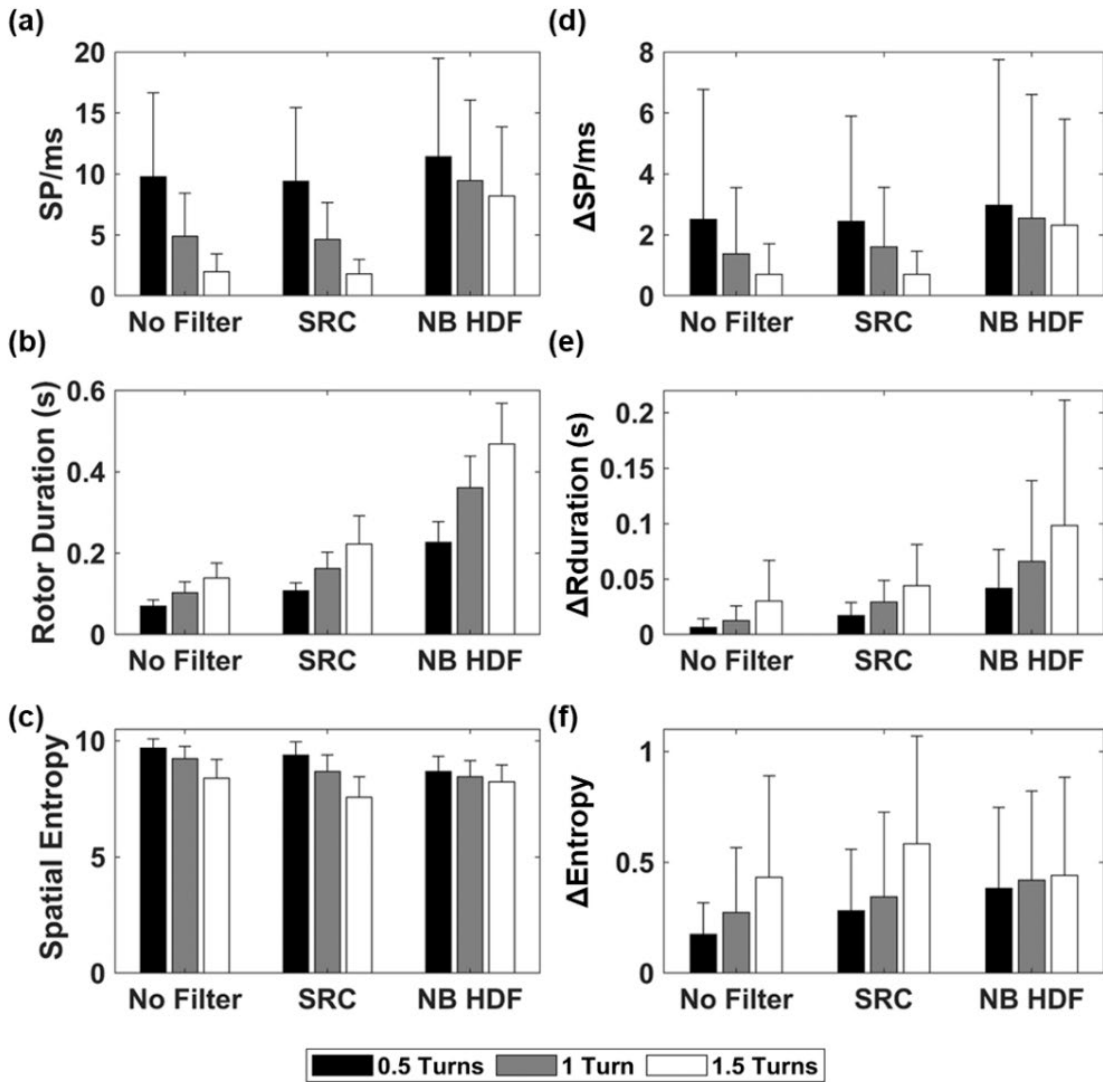 (a)
SP/ms
20
15
10
5
0
No Filter SRC NB HDF
(b)
Rotor Duration (s)
0.6
0.4
0.2
0
No Filter SRC NB HDF
(c)
Spatial Entropy
10
5
0
No Filter SRC NB HDF
(d)
ΔSP/ms
8
6
4
2
0
No Filter SRC NB HDF
(e)
ΔRduration (s)
0.2
0.15
0.1
0.05
0
No Filter SRC NB HDF
(f)
ΔEntropy
1
0.5
0
No Filter SRC NB HDF
0.5 Turns 1 Turn 1.5 Turns